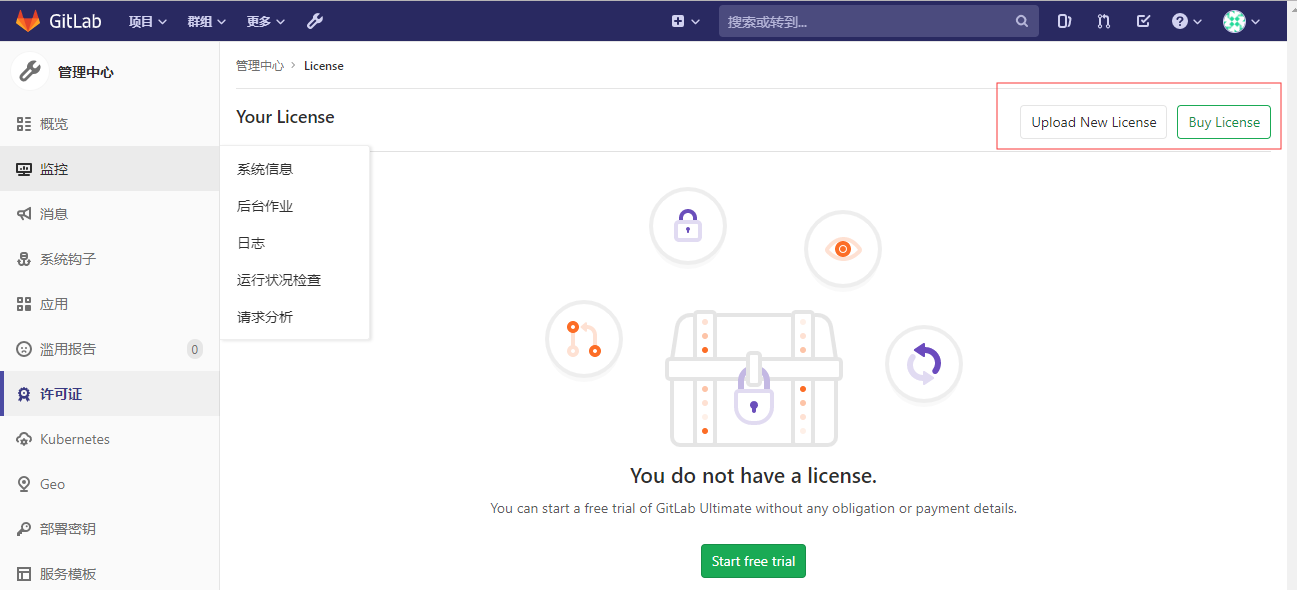 GitLab 项目 群组 更多 搜索或转到...
管理中心
概览
监控
消息
系统钩子
应用
滥用报告 0
许可证
Kubernetes
Geo
部署密钥
服务模板
管理中心 › License
Your License
Upload New License Buy License
系统信息
后台作业
日志
运行状况检查
请求分析
You do not have a license.
You can start a free trial of GitLab Ultimate without any obligation or payment details.
Start free trial